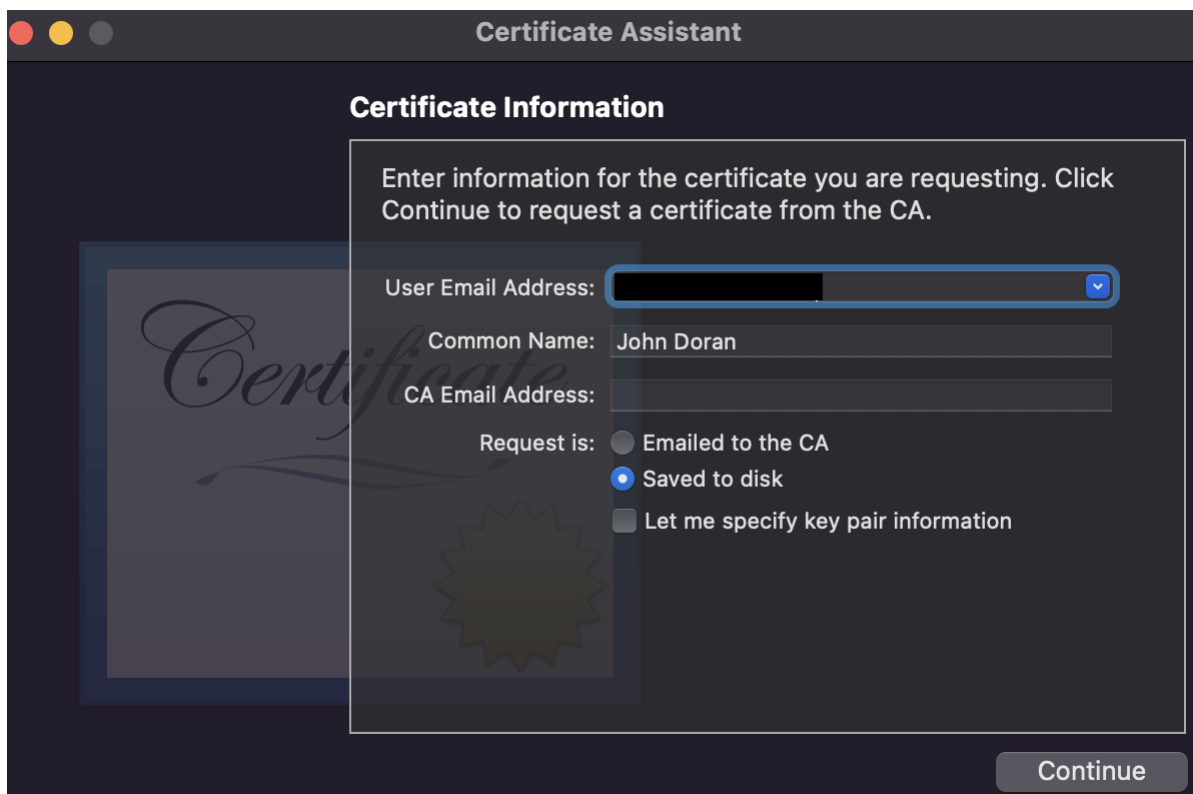 Certificate Assistant
Certificate Information
Enter information for the certificate you are requesting. Click
Continue to request a certificate from the CA.
Certificate
User Email Address:
Common Name: John Doran
CA Email Address:
Request is: Emailed to the CA
Saved to disk
Let me specify key pair information
Continue